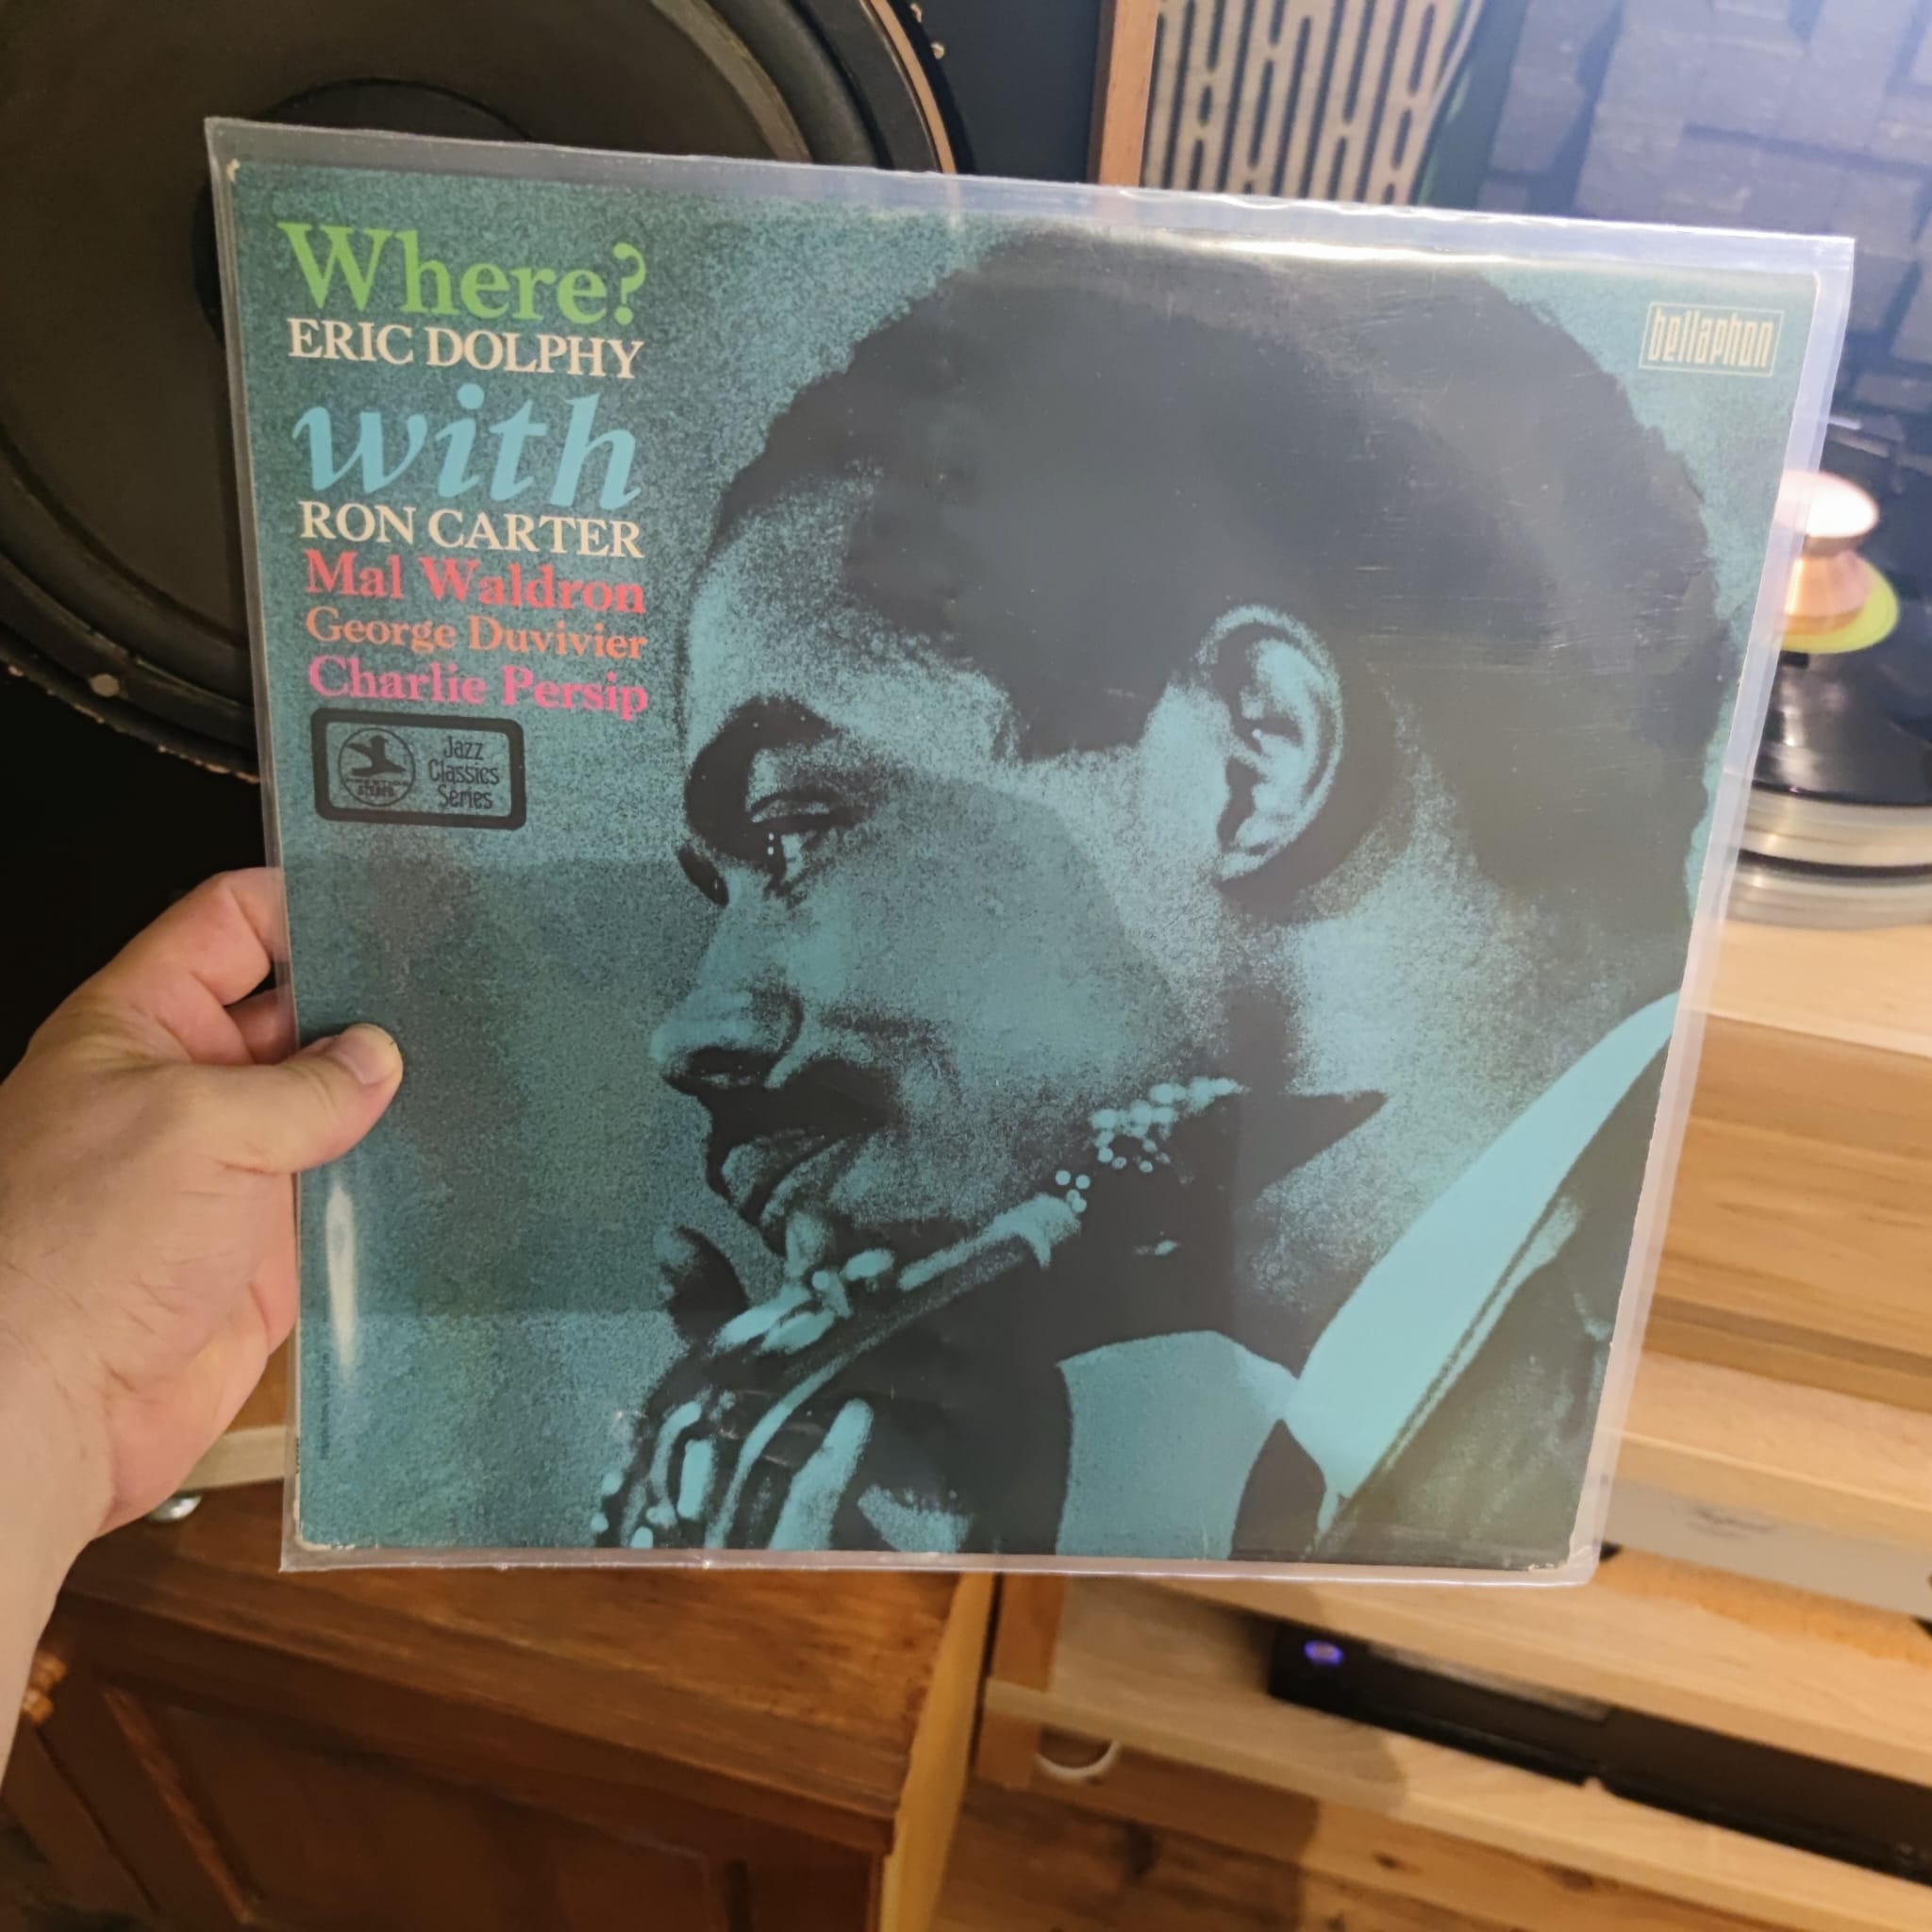 Where?
ERIC DOLPHY
with
RON CARTER
Mal Waldron
George Duvivier
Charlie Persip
Jazz
Classics
Series
bellaphon